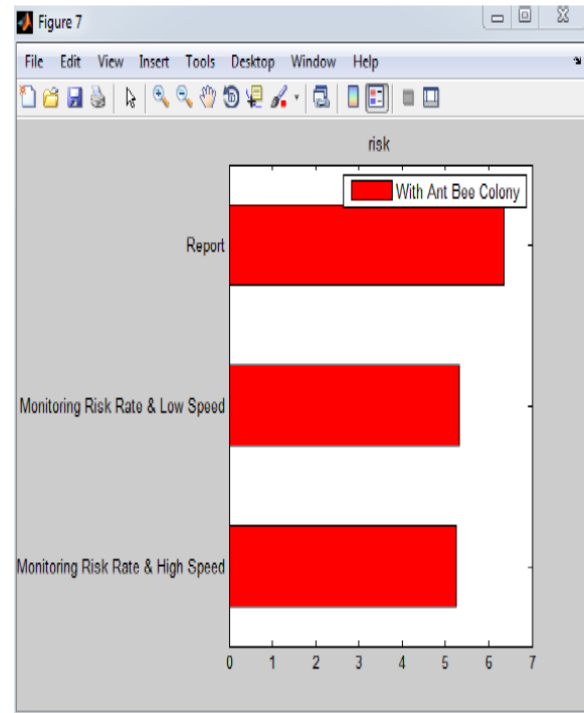 Figure 7
File Edit View Insert Tools Desktop Window Help
risk
With Ant Bee Colony
Report
Monitoring Risk Rate & Low Speed
Monitoring Risk Rate & High Speed
0 1 2 3 4 5 6 7